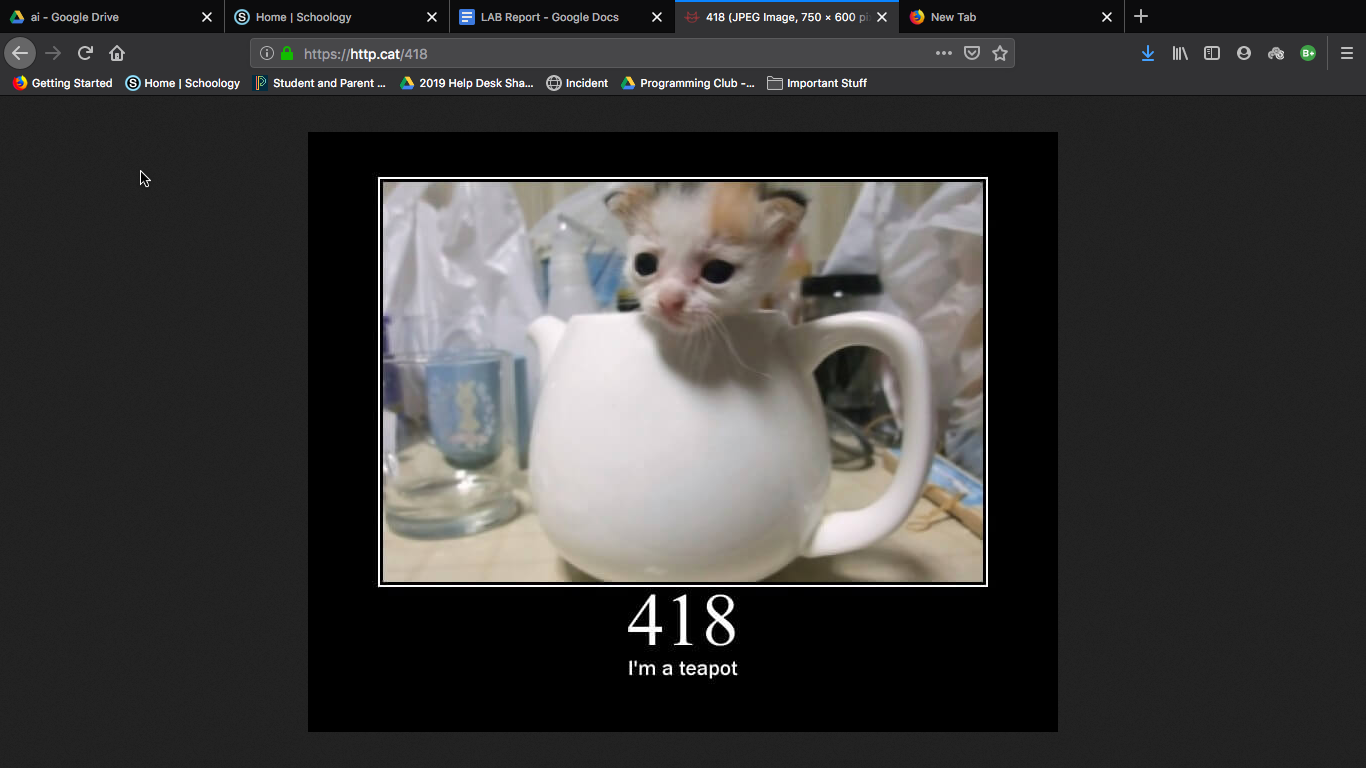 ai - Google Drive
Home | Schoology
LAB Report - Google Docs
418 (JPEG Image, 750 × 600
New Tab
https://http.cat/418
B+
Getting Started
Home | Schoology
Student and Parent ...
2019 Help Desk Sha...
Incident
Programming Club -...
Important Stuff
418
I'm a teapot